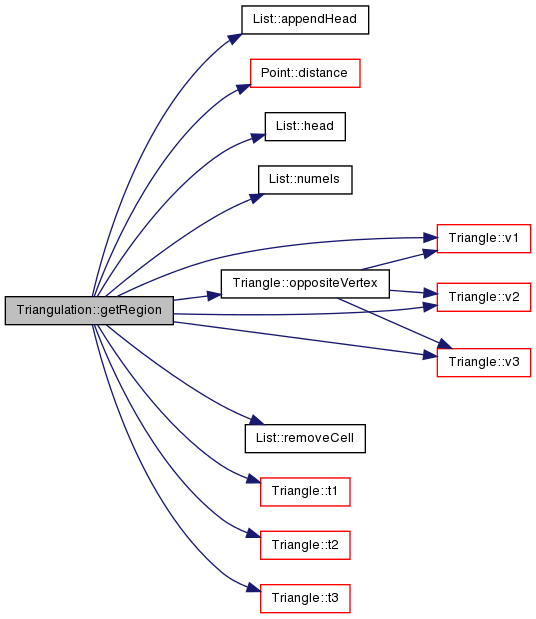 List::appendHead
Point::distance
List::head
List::numels
Triangle::v1
Triangle::oppositeVertex
Triangle::v2
Triangulation::getRegion
Triangle::v3
List::removeCell
Triangle::t1
Triangle::t2
Triangle::t3